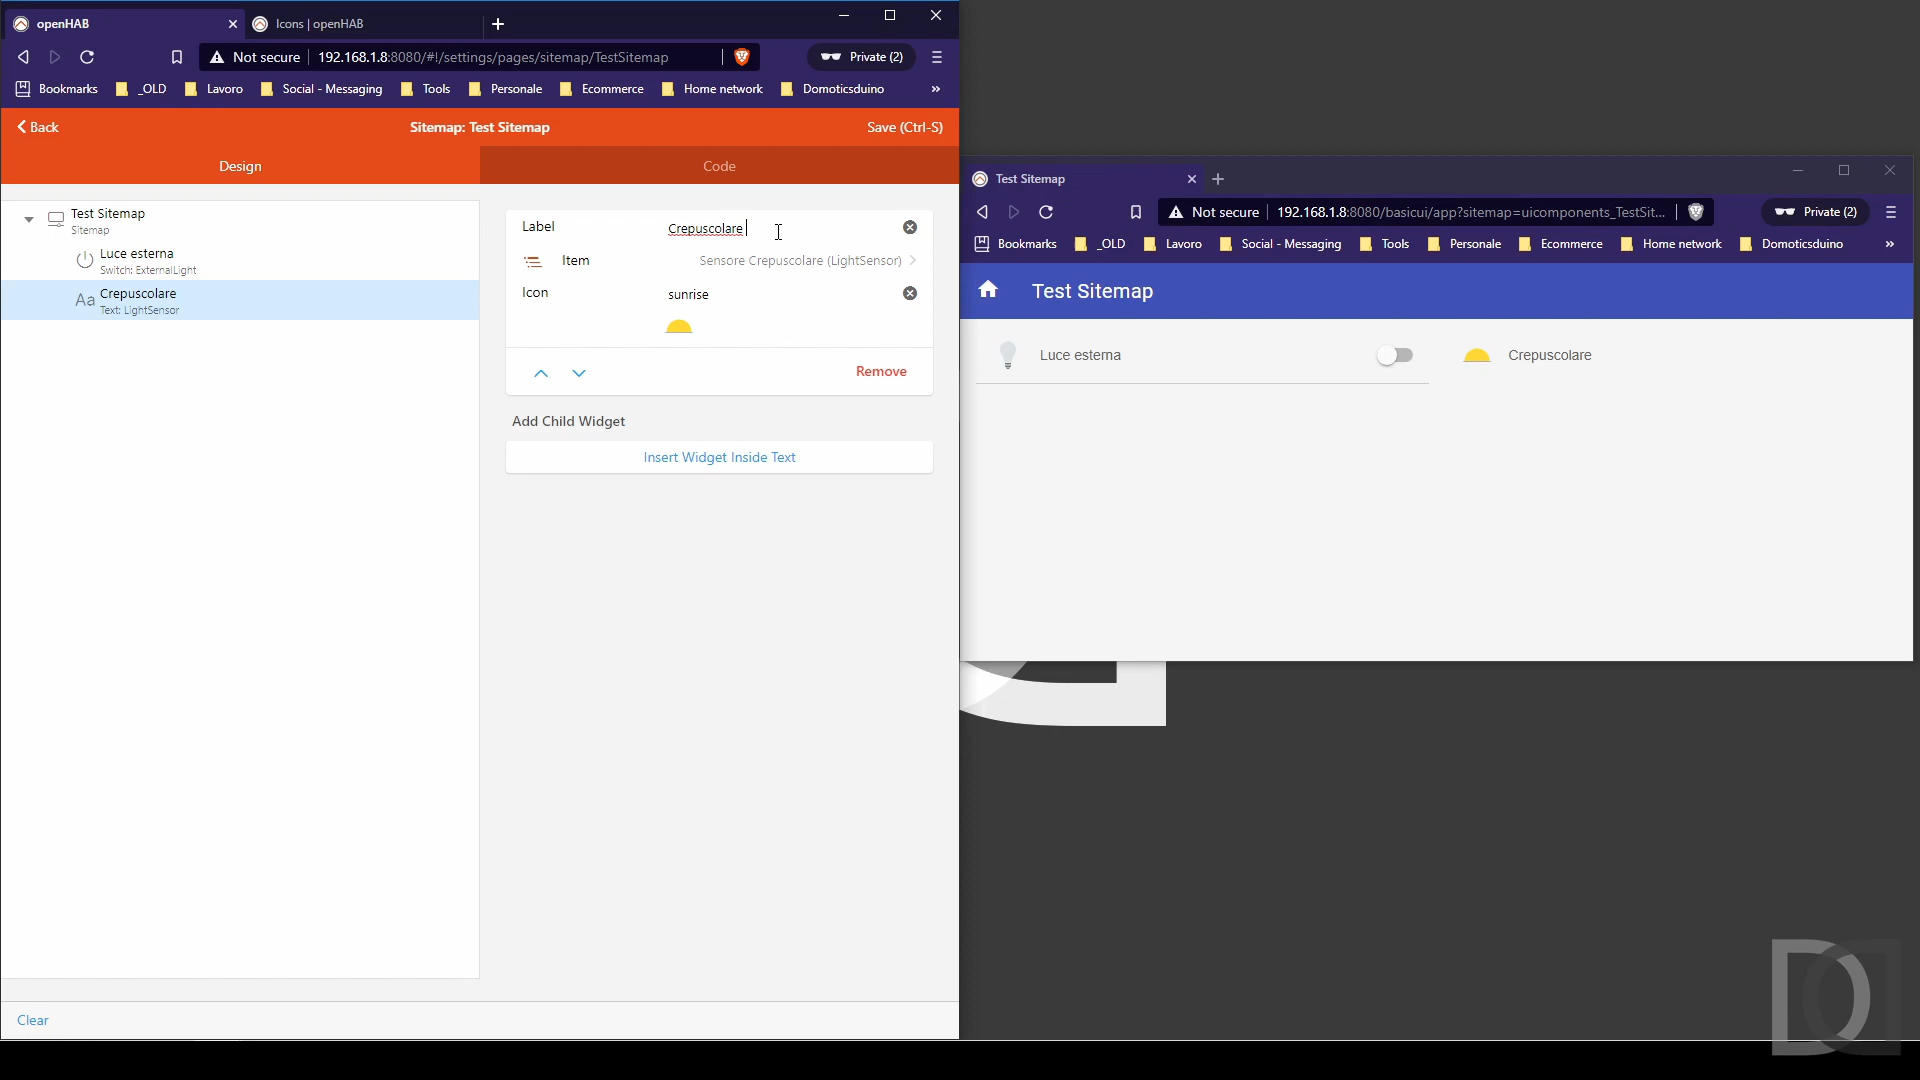 openHAB
Icons | openHAB
Not secure
192.168.1.8:8080/#!/settings/pages/sitemap/TestSitemap
Private (2)
Bookmarks
_OLD
Lavoro
Social - Messaging
Tools
Personale
Ecommerce
Home network
Domoticsduino
»
Back
Sitemap: Test Sitemap
Save (Ctrl-S)
Design
Code
Test Sitemap
Sitemap
Luce esterna
Switch: ExternalLight
Aa
Crepuscolare
Text: LightSensor
Label
Crepuscolare
Item
Sensore Crepuscolare (LightSensor)
Icon
sunrise
Remove
Add Child Widget
Insert Widget Inside Text
Clear
Test Sitemap
Not secure
192.168.1.8:8080/basicui/app?sitemap=uicomponents_TestSit...
Private (2)
Bookmarks
_OLD
Lavoro
Social - Messaging
Tools
Personale
Ecommerce
Home network
Domoticsduino
»
Test Sitemap
Luce esterna
Crepuscolare
DD